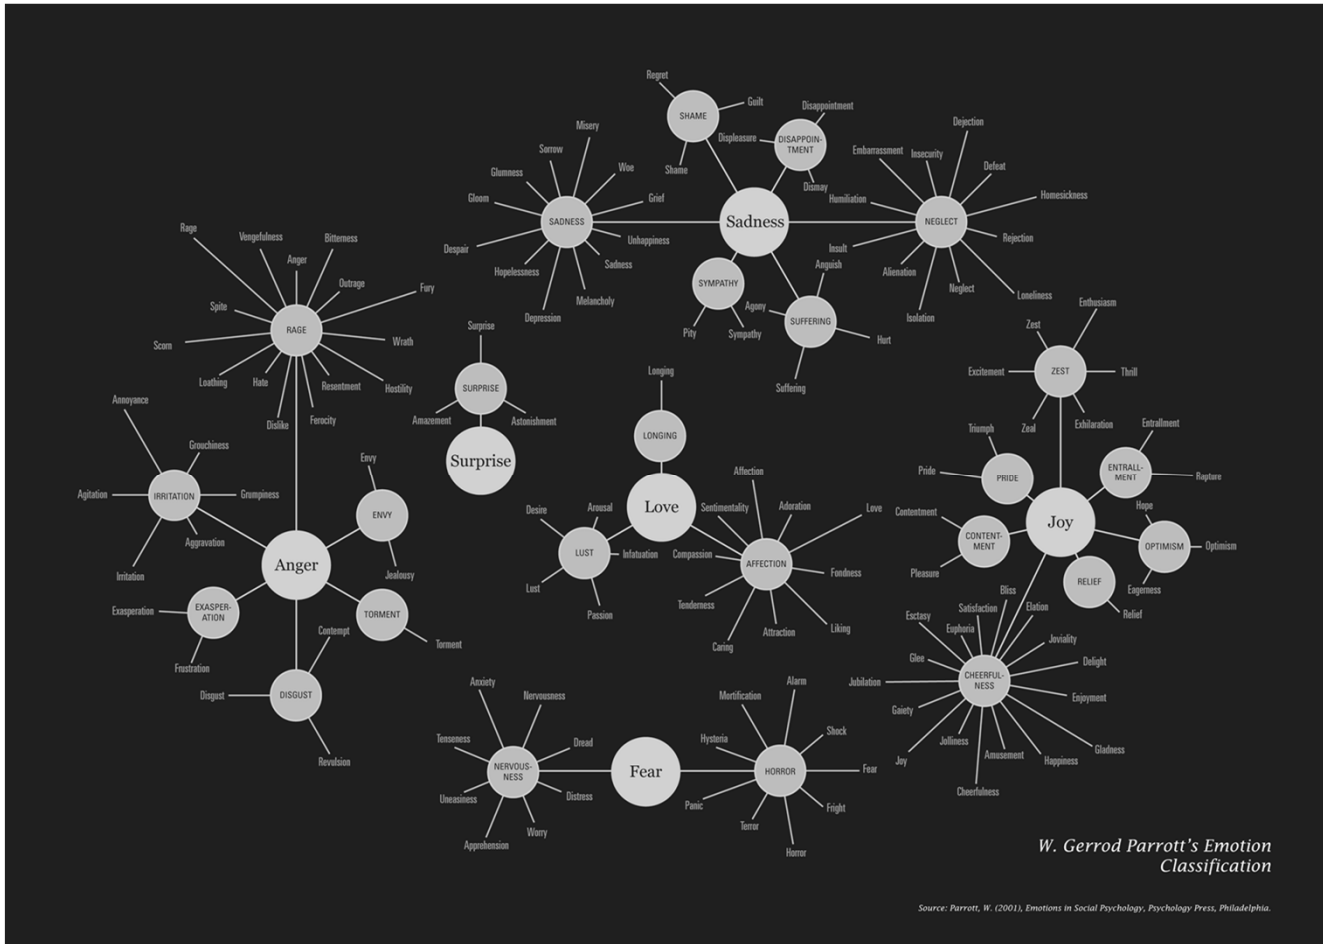 Regret
Guilt
SHAME
Shame
Disappointment
Displeasure
DISAPPOIN-
TMENT
Dismay
Misery
Sorrow
Woe
Glumness
Gloom
Grief
SADNESS
Despair
Unhappiness
Hopelessness
Sadness
Melancholy
Depression
Sadness
Dejection
Embarrassment
Insecurity
Defeat
Homesickness
Humiliation
NEGLECT
Rejection
Insult
Alienation
Neglect
Loneliness
Isolation
SYMPATHY
Pity
Sympathy
Anguish
Agony
SUFFERING
Hurt
Suffering
Rage
Vengefulness
Bitterness
Anger
Outrage
Fury
Spite
RAGE
Scorn
Wrath
Loathing
Hate
Resentment
Hostility
Dislike
Ferocity
Annoyance
Grouchiness
Agitation
IRRITATION
Grumpiness
Aggravation
Irritation
Envy
ENVY
Jealousy
Anger
Exasperation
EXASPER-
ATION
Frustration
TORMENT
Torment
Contempt
Disgust
DISGUST
Revulsion
Surprise
SURPRISE
Amazement
Astonishment
Surprise
Longing
LONGING
Love
Desire
Arousal
LUST
Infatuation
Lust
Passion
Affection
Sentimentality
Adoration
Love
Compassion
AFFECTION
Fondness
Tenderness
Attraction
Liking
Caring
Enthusiasm
Zest
Excitement
ZEST
Thrill
Zeal
Exhilaration
Triumph
Pride
PRIDE
Entrallment
ENTRALL-
MENT
Rapture
Joy
Contentment
CONTENT-
MENT
Pleasure
Hope
OPTIMISM
Optimism
Eagerness
RELIEF
Relief
Bliss
Satisfaction
Elation
Esctasy
Euphoria
Joviality
Glee
Delight
Jubilation
CHEERFUL-
NESS
Enjoyment
Gaiety
Jolliness
Gladness
Joy
Amusement
Happiness
Cheerfulness
Anxiety
Nervousness
Tenseness
Dread
NERVOUS-
NESS
Uneasiness
Distress
Worry
Apprehension
Fear
Alarm
Mortification
Hysteria
Shock
HORROR
Fear
Panic
Fright
Terror
Horror
W. Gerrod Parrott's Emotion
Classification
Source: Parrott, W. (2001), Emotions in Social Psychology, Psychology Press, Philadelphia.